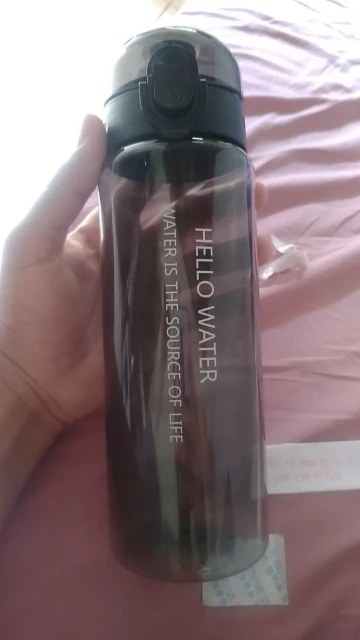 HELLO WATER
WATER IS THE SOURCE OF LIFE